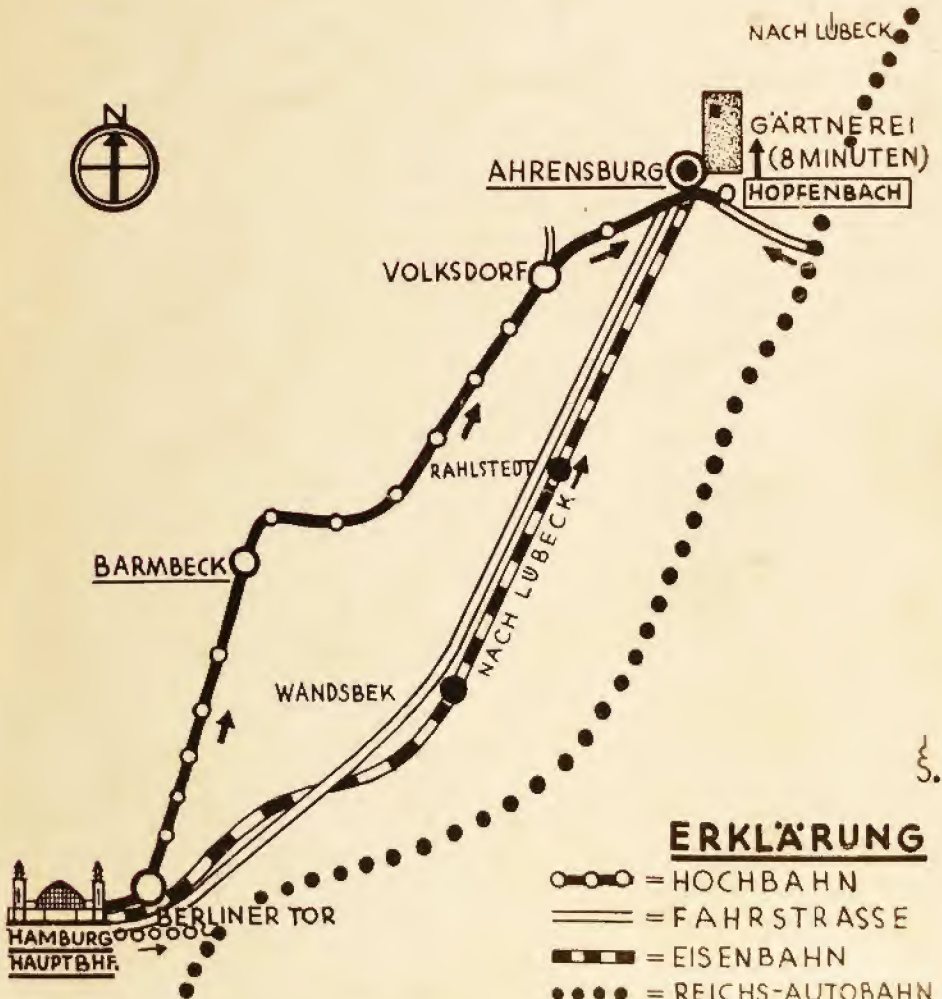 NACH LÜBECK
N
GÄRTNEREI
(8 MINUTEN)
AHRENSBURG
HOPFENBACH
VOLKSDORF
RAHLSTEDT
BARMBECK
NACH LÜBECK
WANDSBEK
BERLINER TOR
HAMBURG
HAUPTBHF.
ERKLÄRUNG
= HOCHBAHN
= FAHRSTRASSE
= EISENBAHN
= REICHS-AUTOBAHN